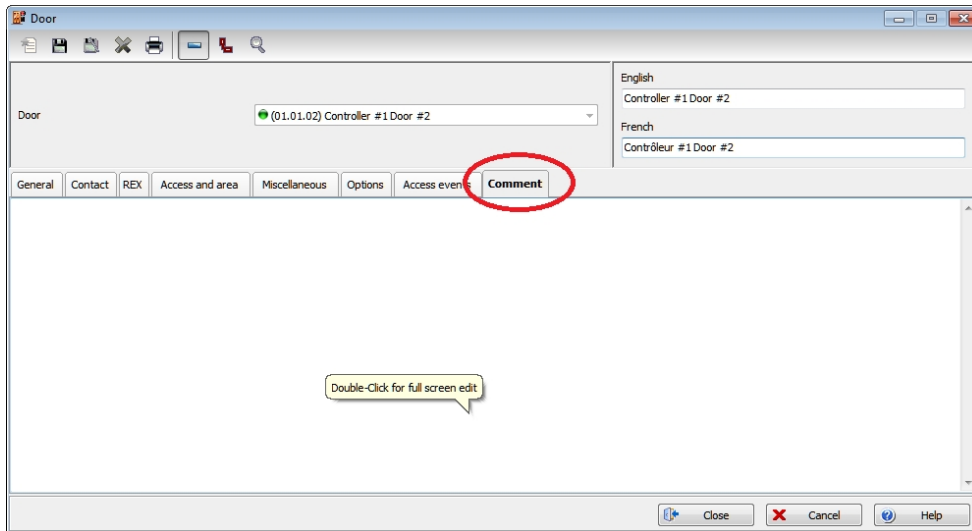 Door
English
Controller #1 Door #2
Door
(01.01.02) Controller #1 Door #2
French
Contrôleur #1 Door #2
General
Contact
REX
Access and area
Miscellaneous
Options
Access events
Comment
Double-Click for full screen edit
Close
Cancel
Help